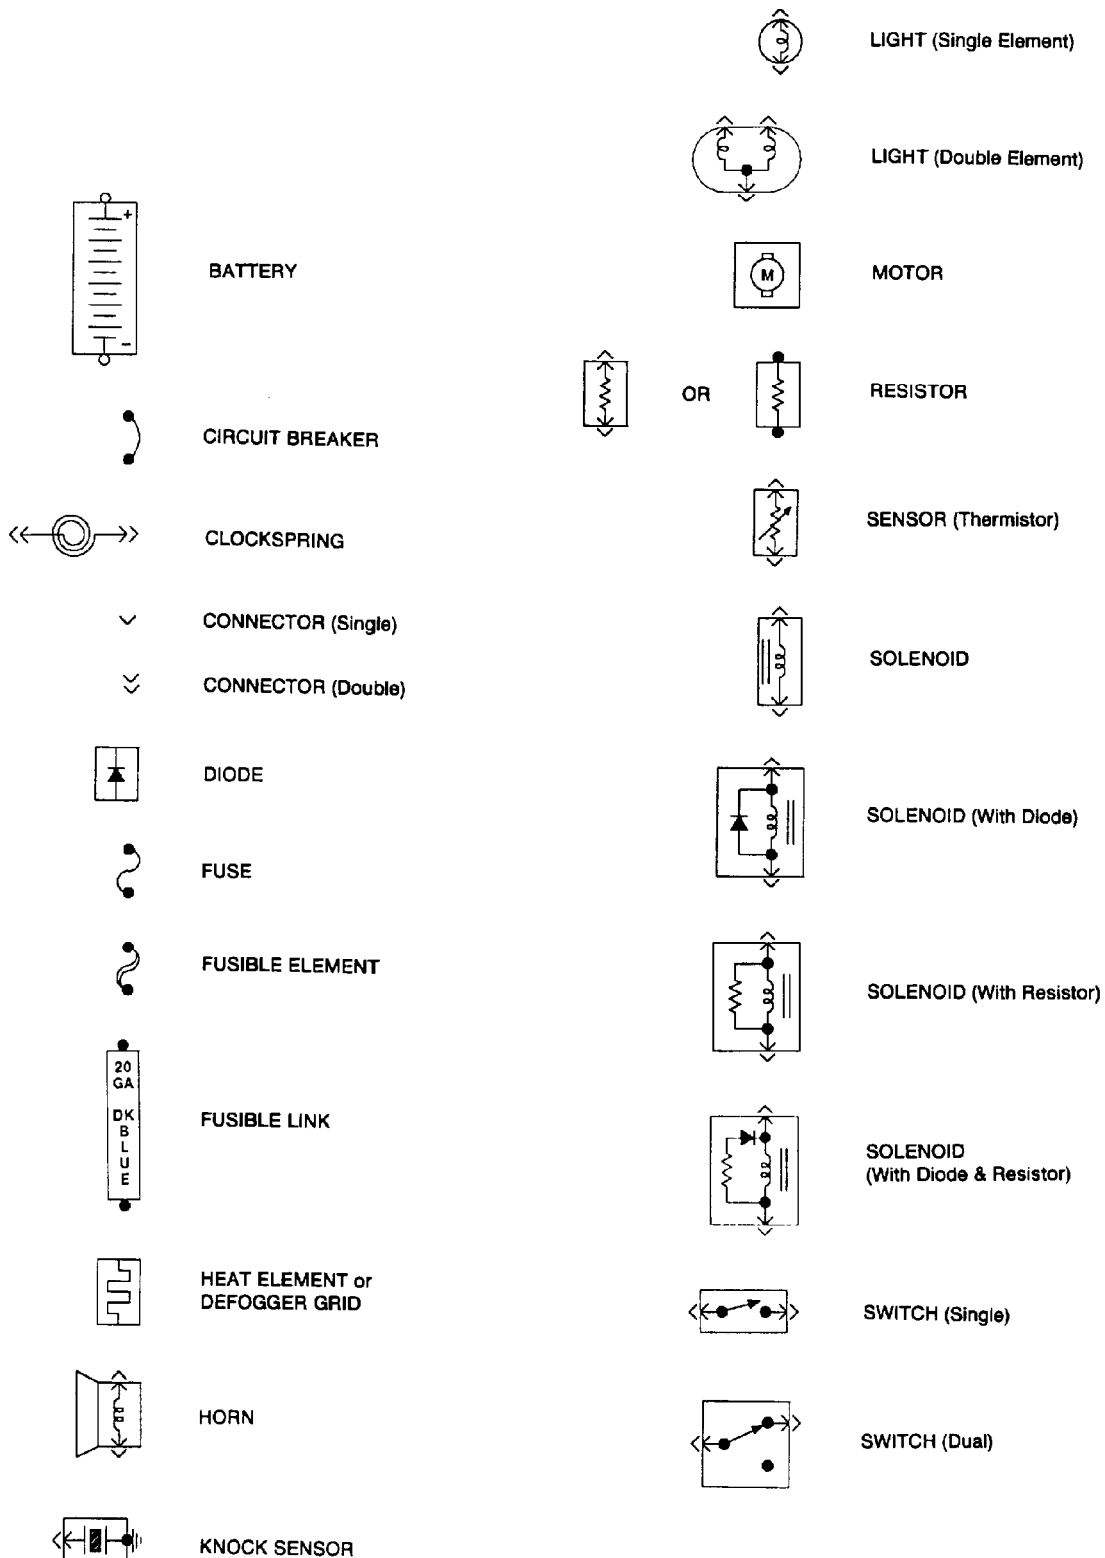 +
-
BATTERY
CIRCUIT BREAKER
CLOCKSPRING
CONNECTOR (Single)
CONNECTOR (Double)
DIODE
FUSE
FUSIBLE ELEMENT
20
GA
DK
B
L
U
E
FUSIBLE LINK
HEAT ELEMENT or
DEFOGGER GRID
HORN
KNOCK SENSOR
LIGHT (Single Element)
LIGHT (Double Element)
M
MOTOR
OR
RESISTOR
SENSOR (Thermistor)
SOLENOID
SOLENOID (With Diode)
SOLENOID (With Resistor)
SOLENOID
(With Diode & Resistor)
SWITCH (Single)
SWITCH (Dual)